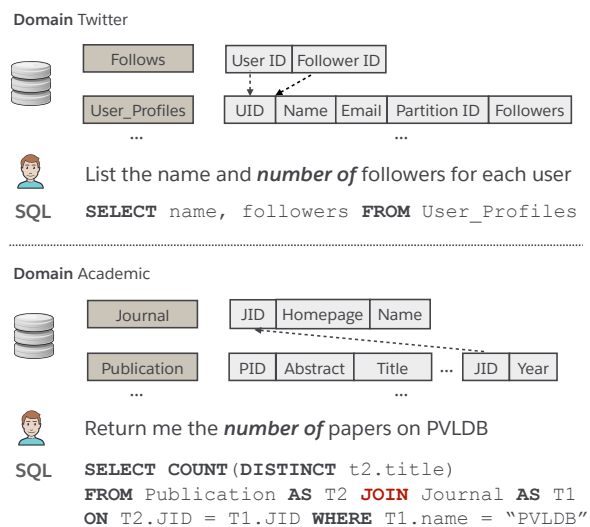 Domain Twitter
Follows User ID Follower ID
User_Profiles UID Name Email Partition ID Followers
... ...
List the name and number of followers for each user
SQL SELECT name, followers FROM User_Profiles
Domain Academic
Journal JID Homepage Name
Publication PID Abstract Title ... JID Year
... ...
Return me the number of papers on PVLDB
SQL SELECT COUNT(DISTINCT t2.title)
FROM Publication AS T2 JOIN Journal AS T1
ON T2.JID = T1.JID WHERE T1.name = “PVLDB”